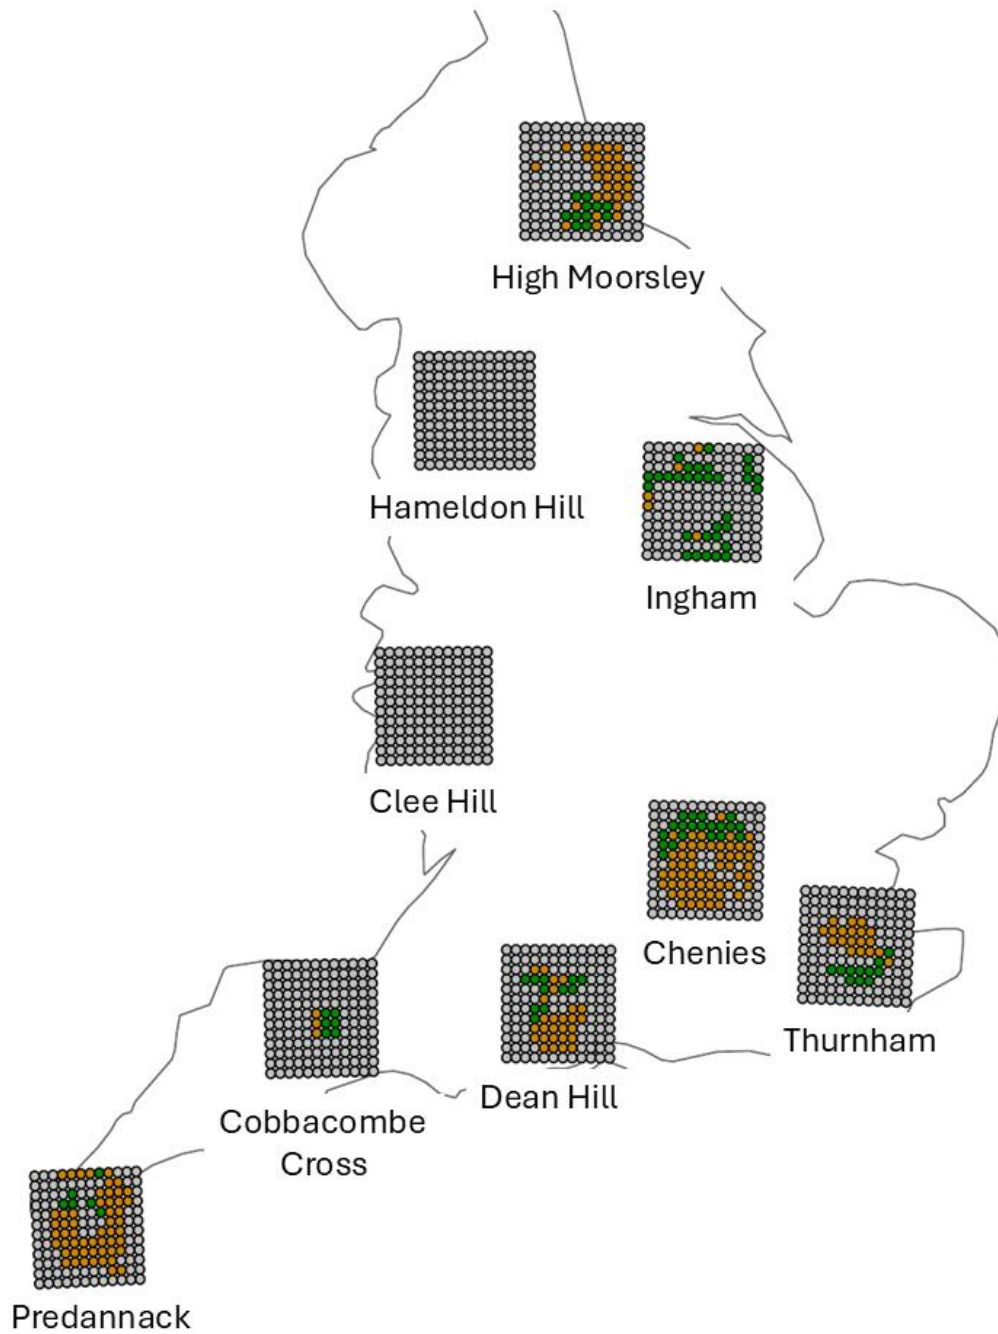 High Moorsley
Hameldon Hill
Ingham
Clee Hill
Chenies
Thurnham
Dean Hill
Cobbacombe
Cross
Predannack